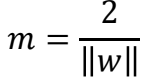 m = 2 / ‖w‖